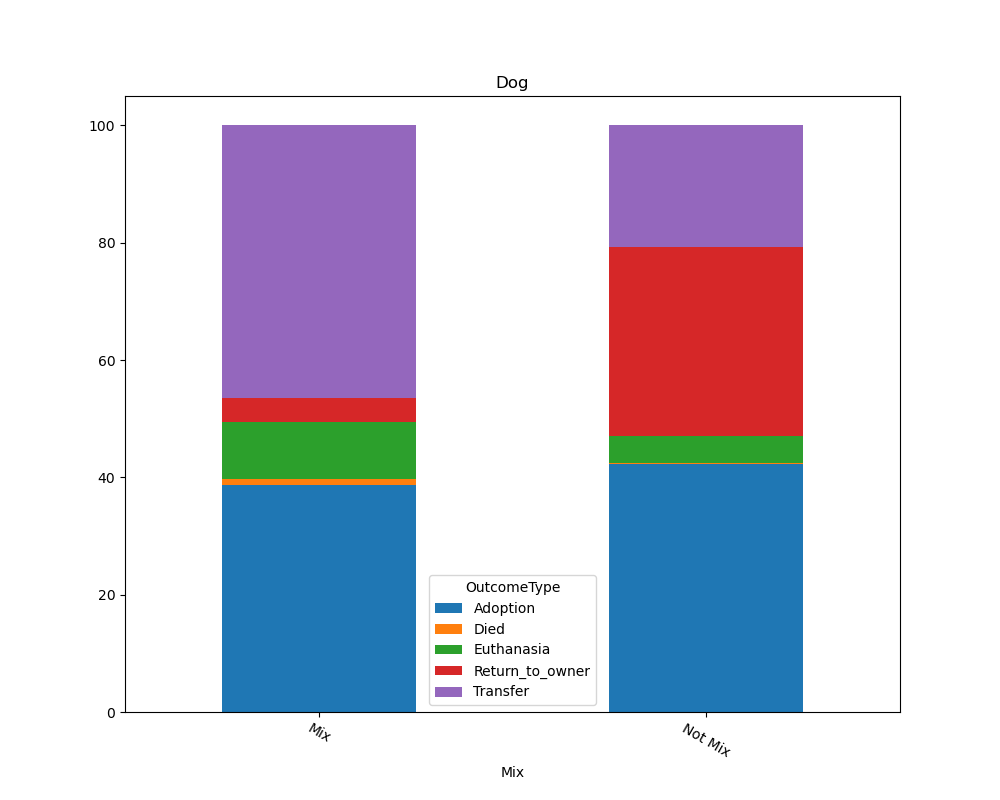 Dog
100
80
60
40
20
0
OutcomeType
Adoption
Died
Euthanasia
Return_to_owner
Transfer
Mix
Not Mix
Mix